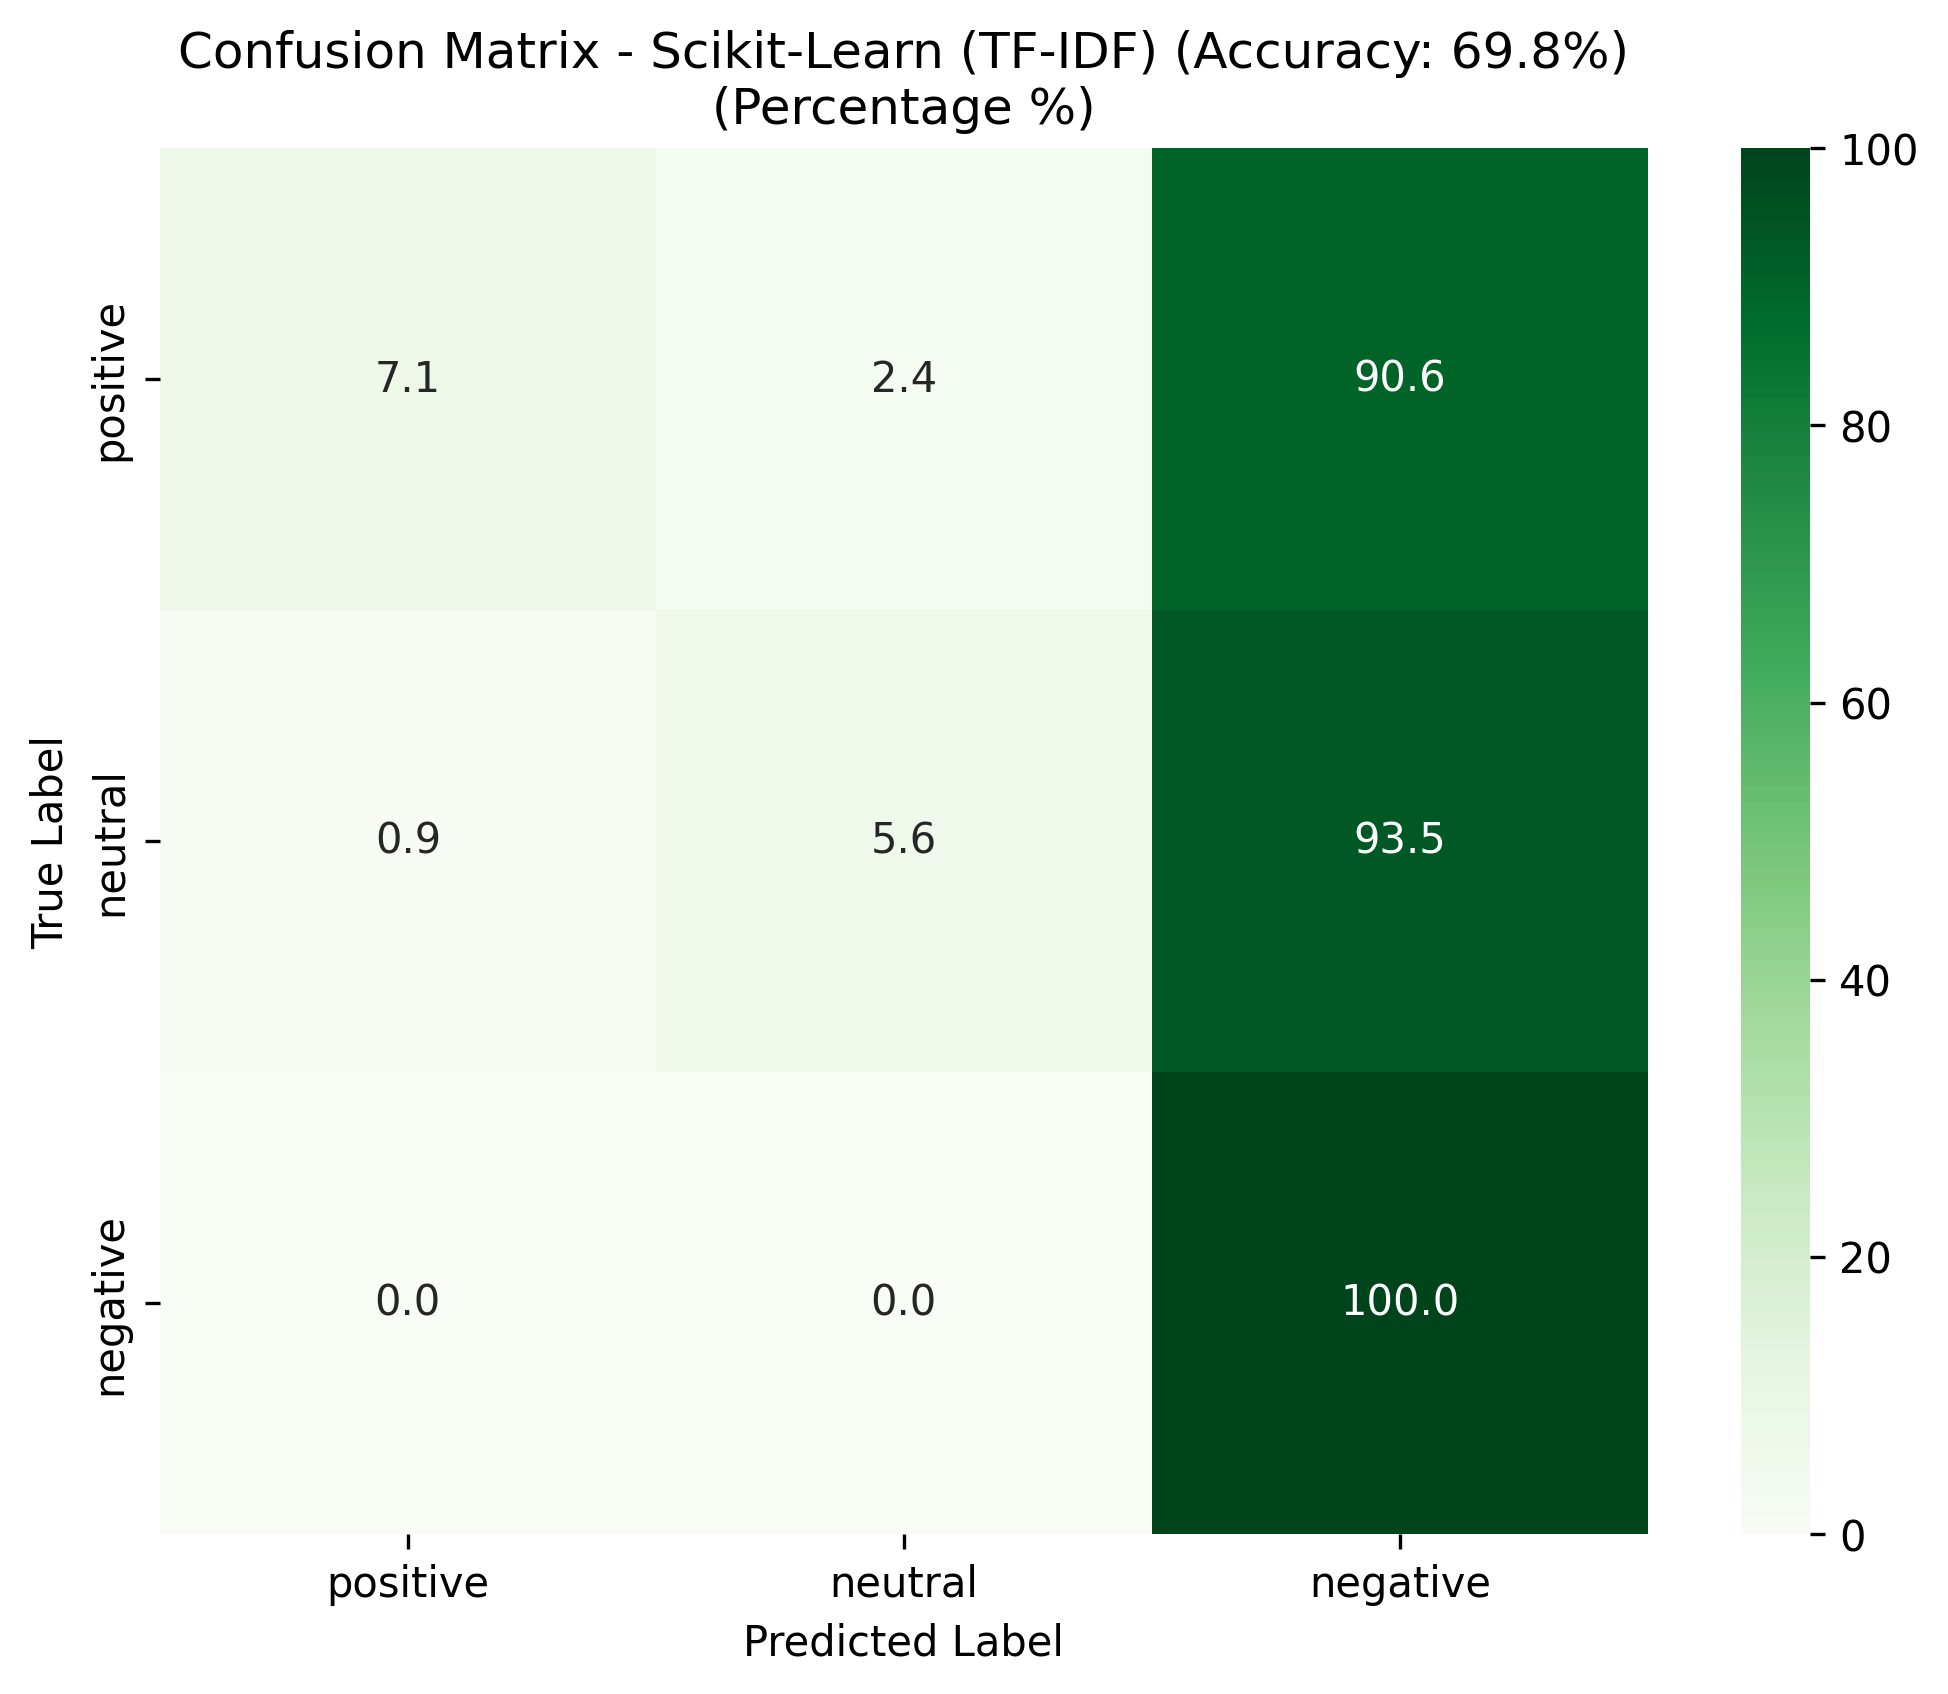 Confusion Matrix - Scikit-Learn (TF-IDF) (Accuracy: 69.8%)
(Percentage %)
True Label
positive
7.1
2.4
90.6
neutral
0.9
5.6
93.5
negative
0.0
0.0
100.0
positive
neutral
negative
Predicted Label
100
80
60
40
20
0